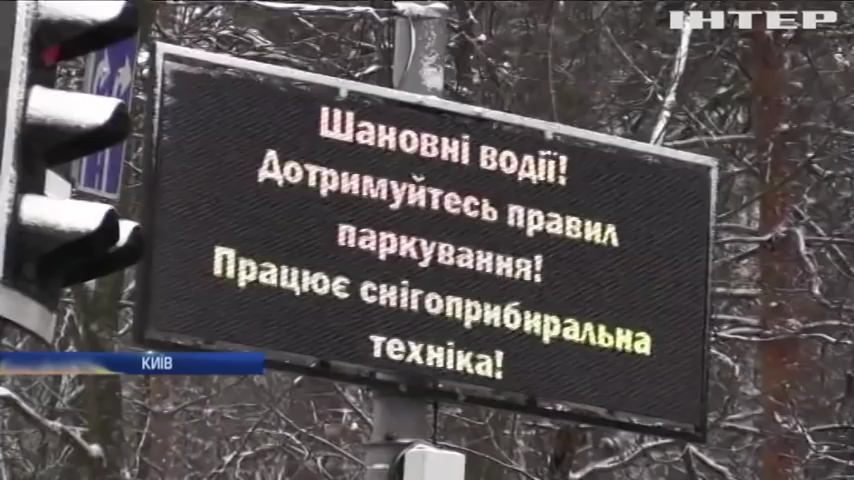 ІНТЕР
Шановні водії!
Дотримуйтесь правил
паркування!
Працює снігоприбиральна
техніка!
КИЇВ